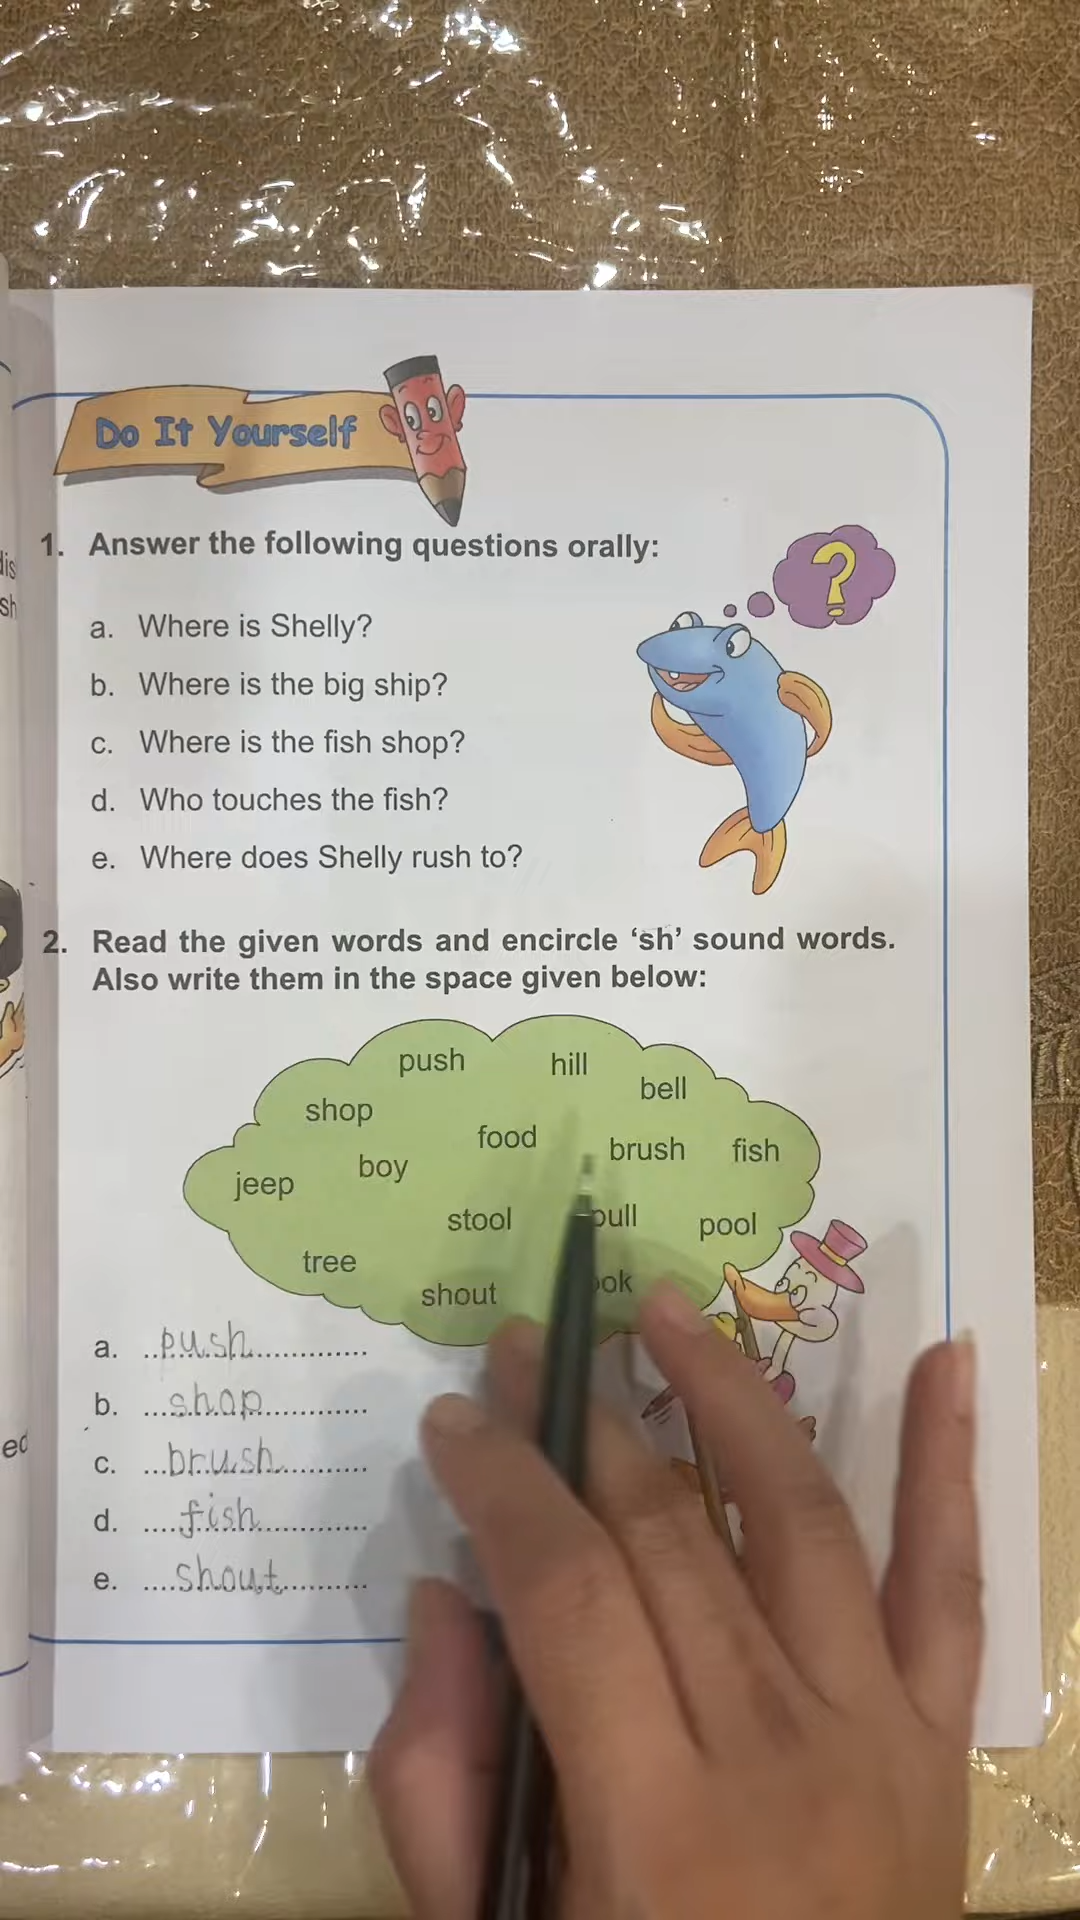 Do It Yourself
1. Answer the following questions orally:
?
a. Where is Shelly?
b. Where is the big ship?
c. Where is the fish shop?
d. Who touches the fish?
e. Where does Shelly rush to?
2. Read the given words and encircle ‘sh’ sound words.
Also write them in the space given below:
push hill
bell
shop
food
brush fish
boy
jeep
stool pull pool
tree
shout
a. push
b. shop
c. brush
d. fish
e. shout